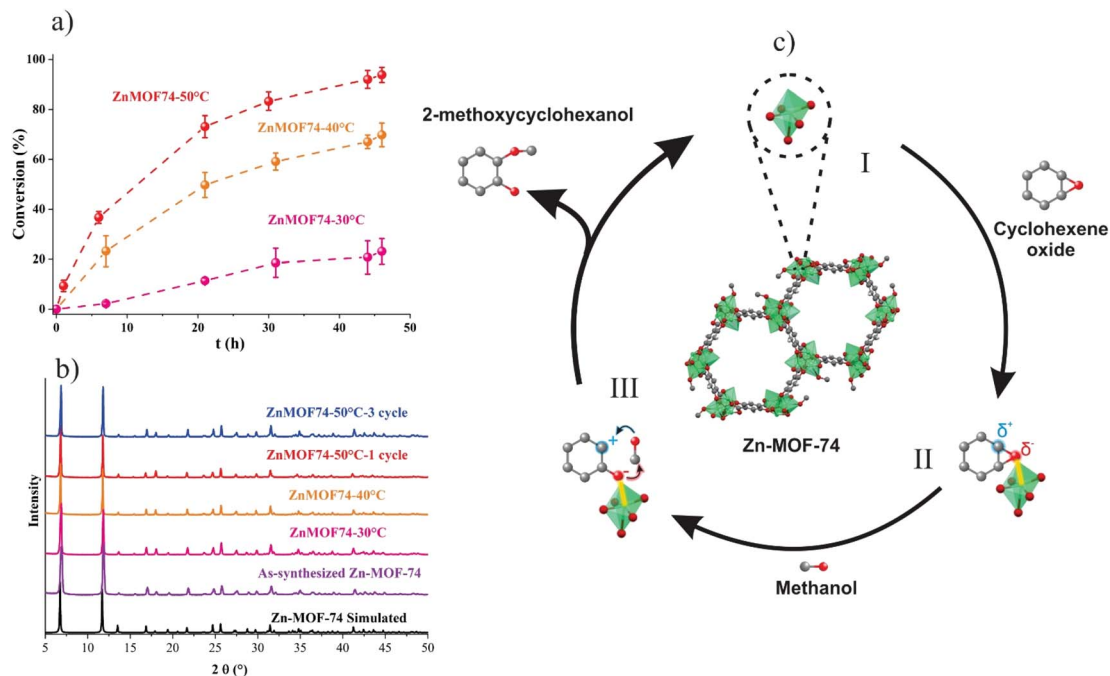 a)
100
80
60
40
20
0
Conversion (%)
ZnMOF74-50°C
ZnMOF74-40°C
ZnMOF74-30°C
0 10 20 30 40 50
t (h)
b)
Intensity
ZnMOF74-50°C-3 cycle
ZnMOF74-50°C-1 cycle
ZnMOF74-40°C
ZnMOF74-30°C
As-synthesized Zn-MOF-74
Zn-MOF-74 Simulated
5 10 15 20 25 30 35 40 45 50
2 θ (°)
c)
I
Cyclohexene
oxide
II
δ⁺
δ⁻
Methanol
III
+
-
2-methoxycyclohexanol
Zn-MOF-74